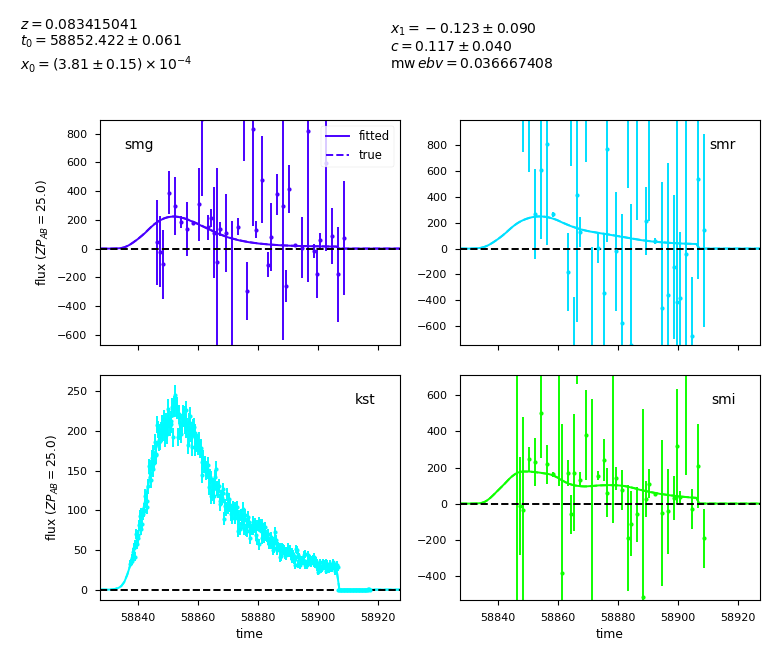 z = 0.083415041
t₀ = 58852.422 ± 0.061
x₀ = (3.81 ± 0.15) × 10⁻⁴
x₁ = −0.123 ± 0.090
c = 0.117 ± 0.040
mw ebv = 0.036667408
smg
fitted
true
800
600
400
200
0
−200
−400
−600
flux (ZP_AB = 25.0)
smr
800
600
400
200
0
−200
−400
−600
kst
250
200
150
100
50
0
flux (ZP_AB = 25.0)
58840 58860 58880 58900 58920
time
smi
600
400
200
0
−200
−400
58840 58860 58880 58900 58920
time